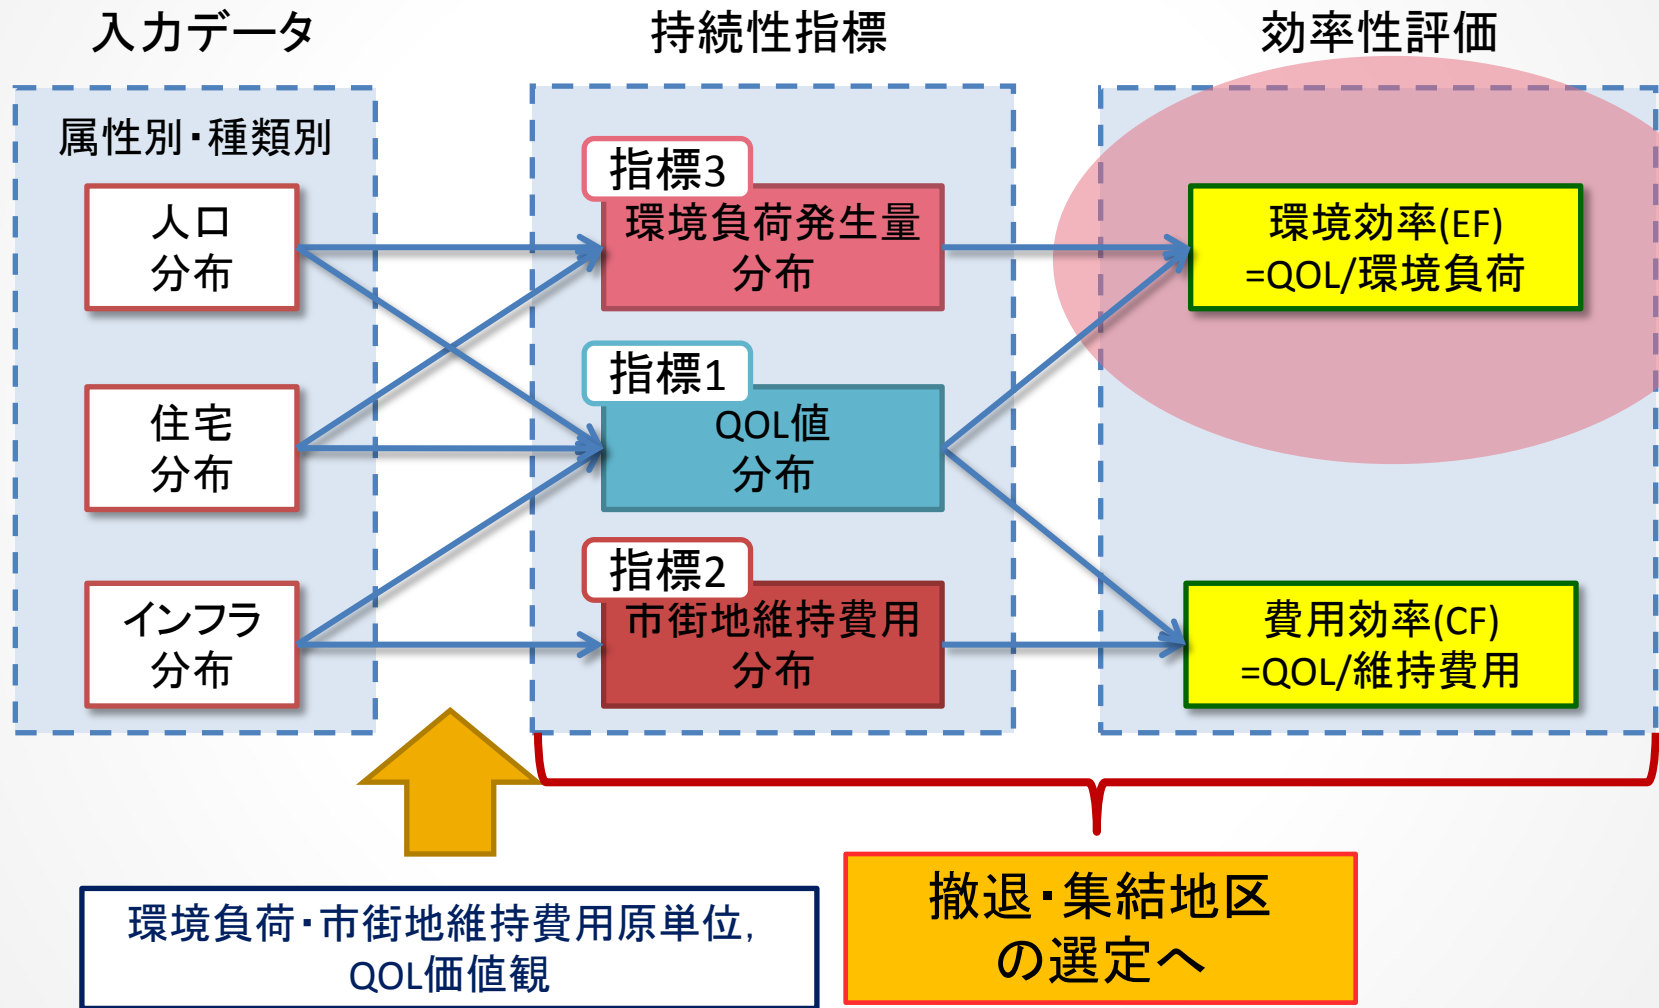 入力データ
持続性指標
効率性評価
属性別・種類別
人口
分布
住宅
分布
インフラ
分布
指標3
環境負荷発生量
分布
指標1
QOL値
分布
指標2
市街地維持費用
分布
環境効率(EF)
=QOL/環境負荷
費用効率(CF)
=QOL/維持費用
環境負荷・市街地維持費用原単位,
QOL価値観
撤退・集結地区
の選定へ